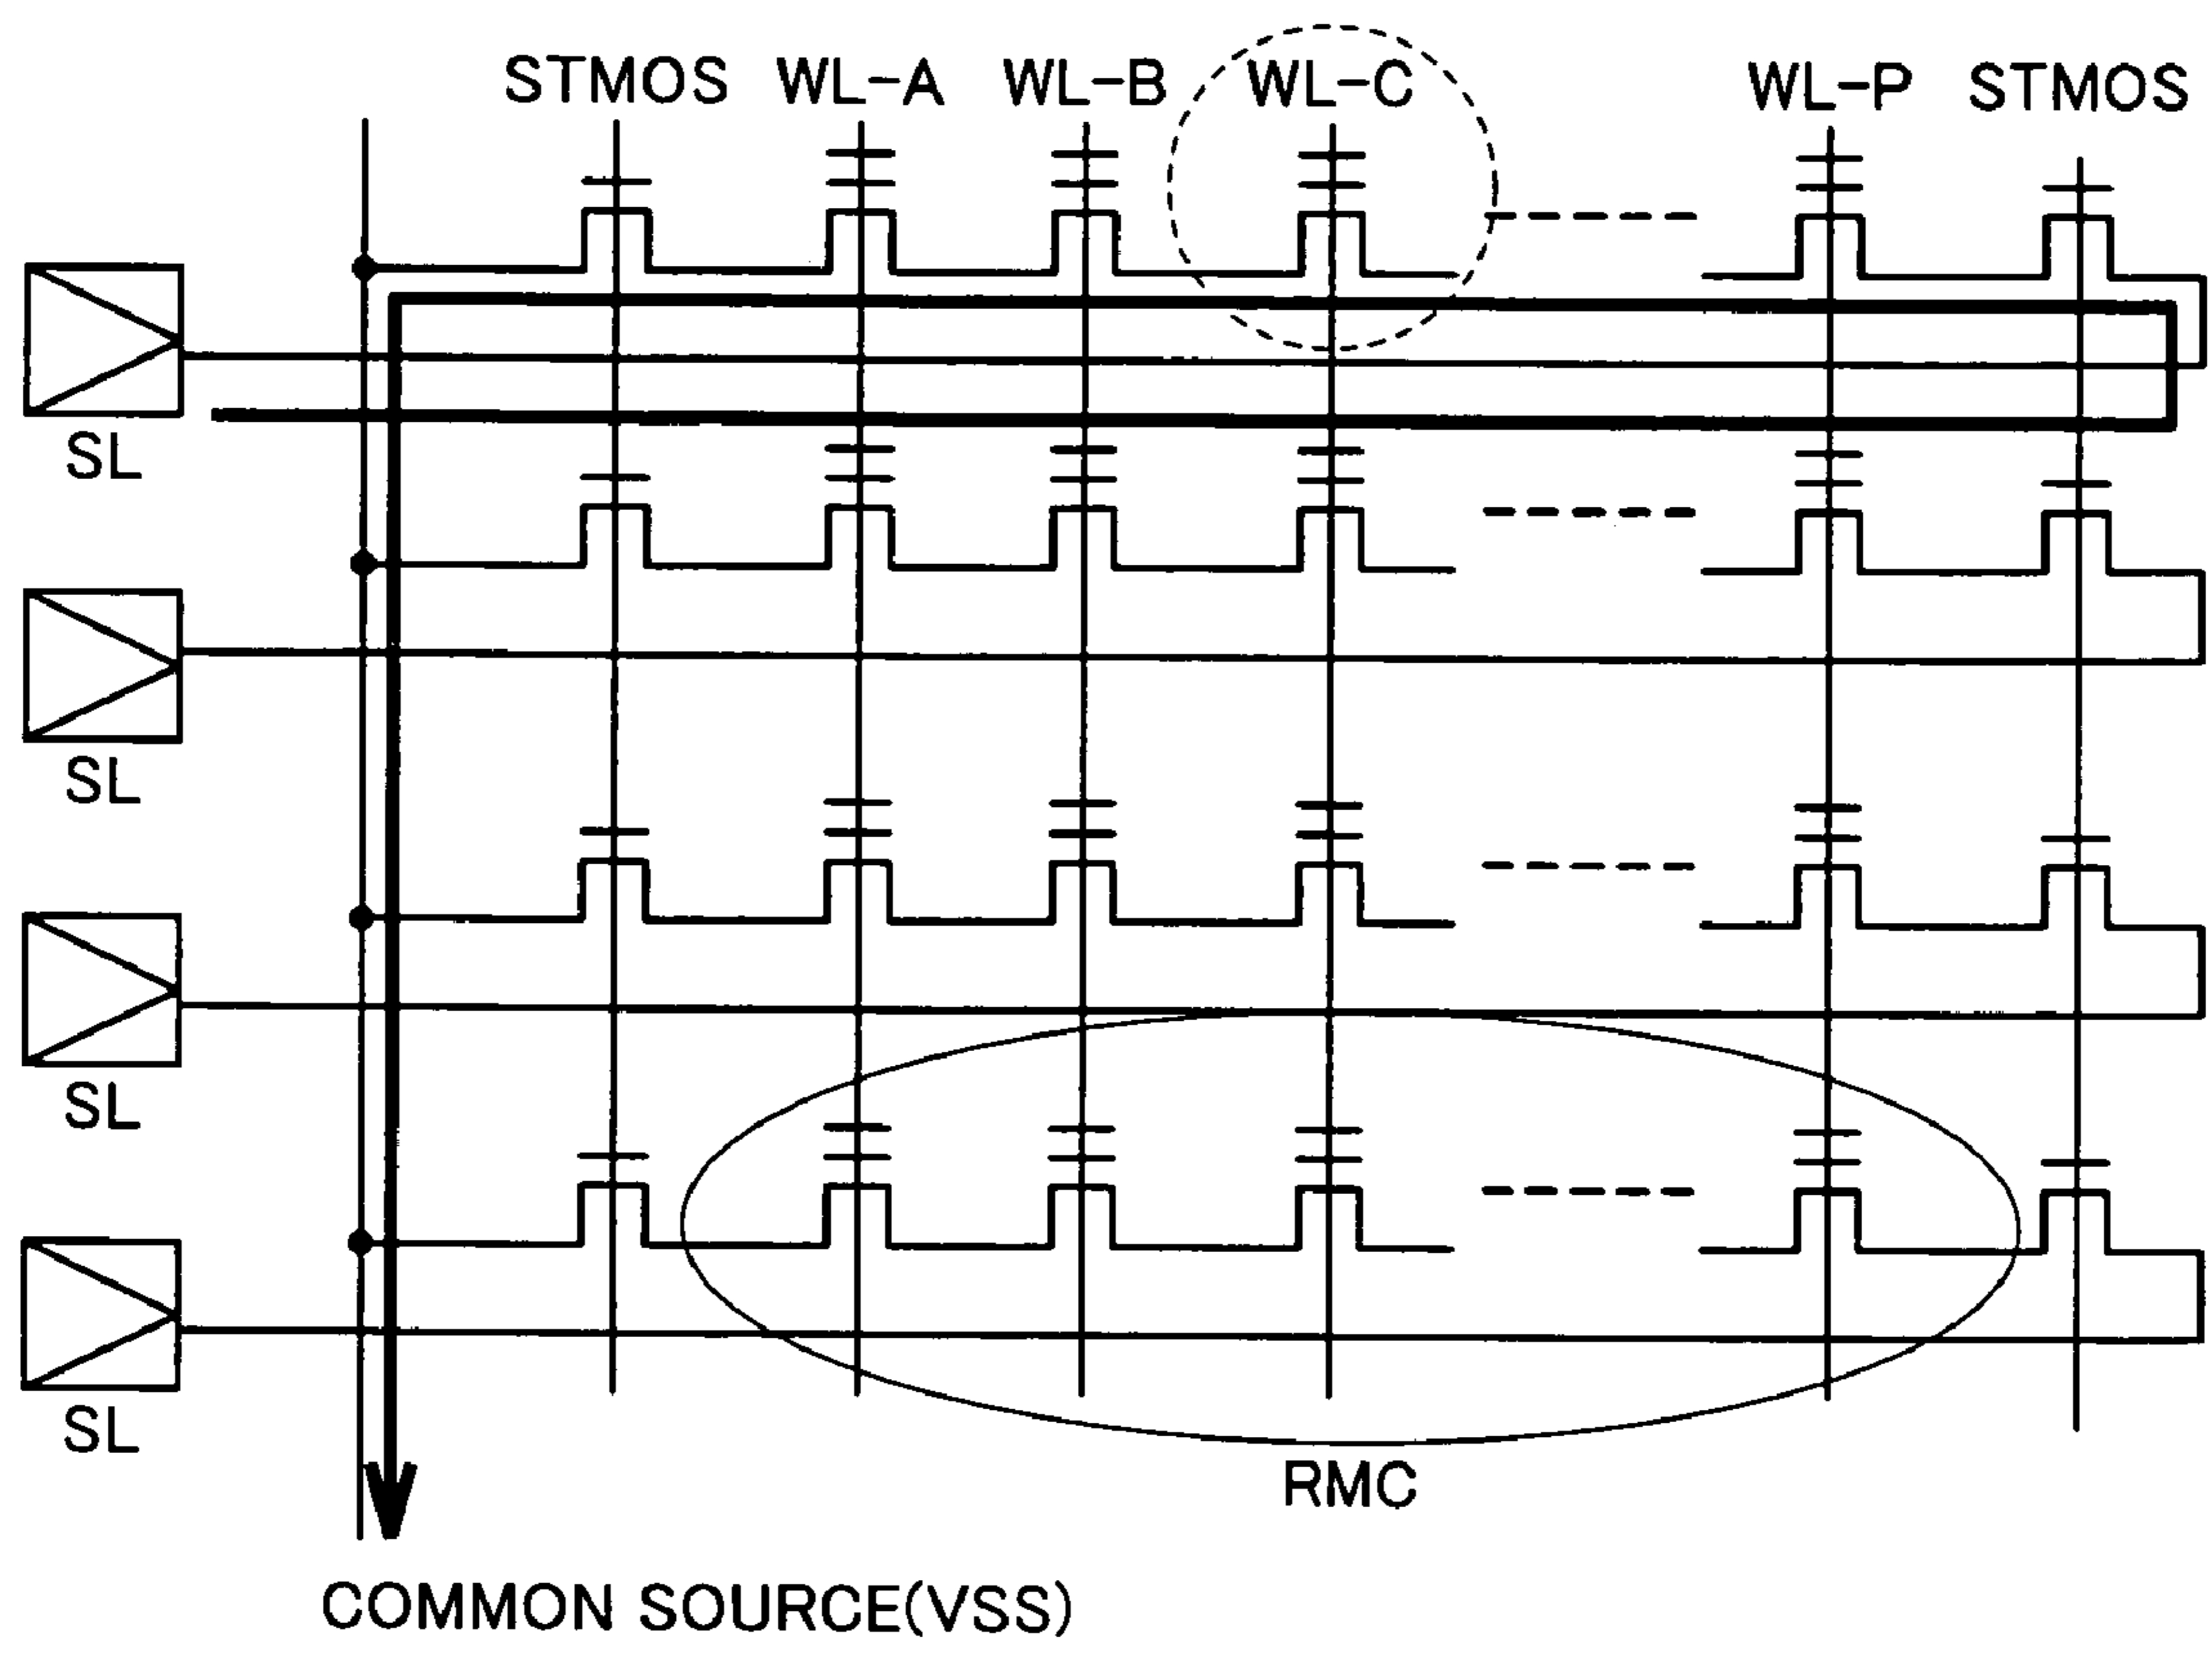 STMOS WL-A WL-B WL-C WL-P STMOS
SL
SL
SL
SL
RMC
COMMON SOURCE(VSS)